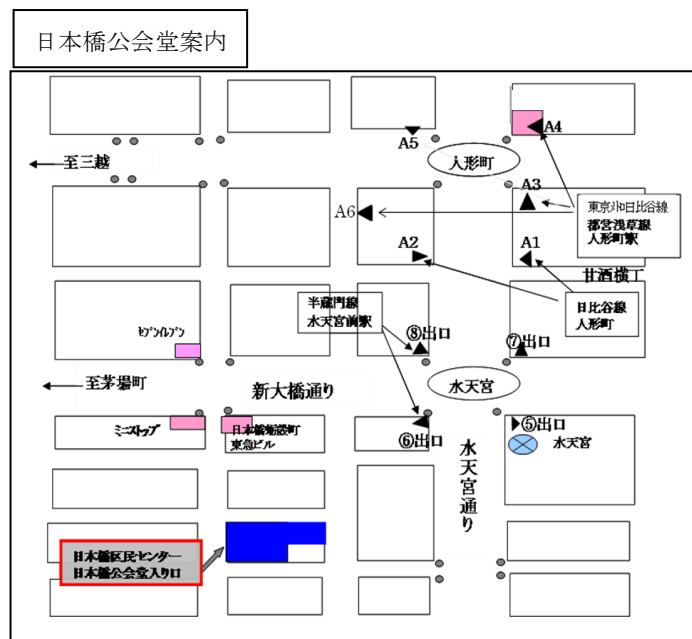 日本橋公会堂案内
A4
A5
人形町
至三越
A3
東京メトロ日比谷線
都営浅草線
人形町駅
A6
A2
A1
甘酒横丁
半蔵門線
水天宮前駅
日比谷線
人形町
セブンイレブン
⑧出口
⑦出口
至茅場町
新大橋通り
水天宮
ミニストップ
日本橋蛎殻町
東急ビル
⑥出口
⑤出口
水天宮
水天宮通り
日本橋区民センター
日本橋公会堂入り口